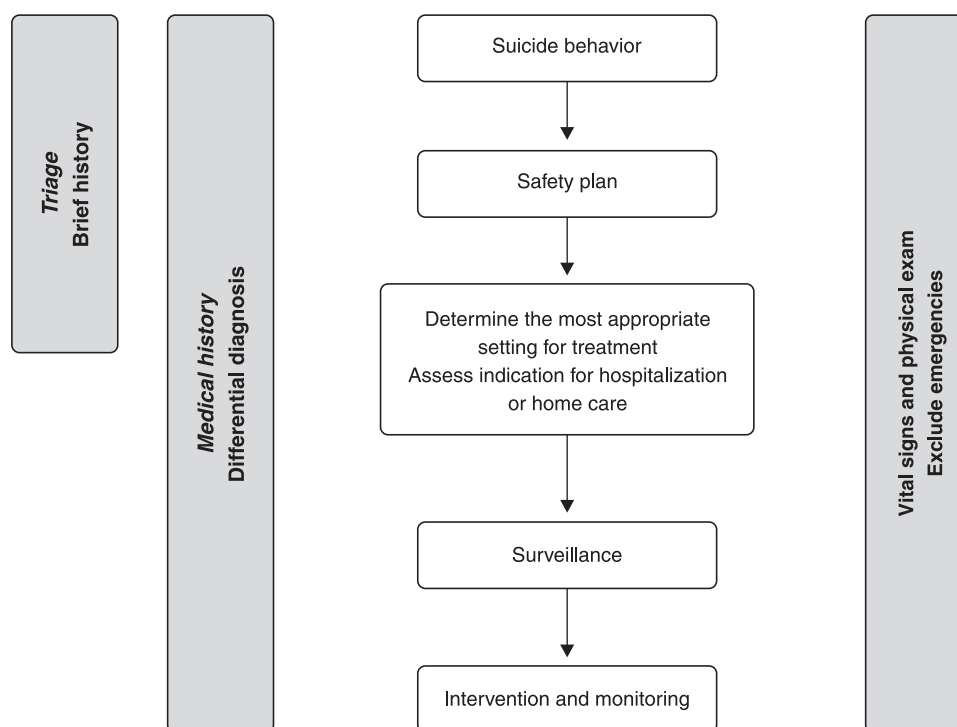 Triage
Brief history
Medical history
Differential diagnosis
Suicide behavior
Safety plan
Determine the most appropriate
setting for treatment
Assess indication for hospitalization
or home care
Surveillance
Intervention and monitoring
Vital signs and physical exam
Exclude emergencies